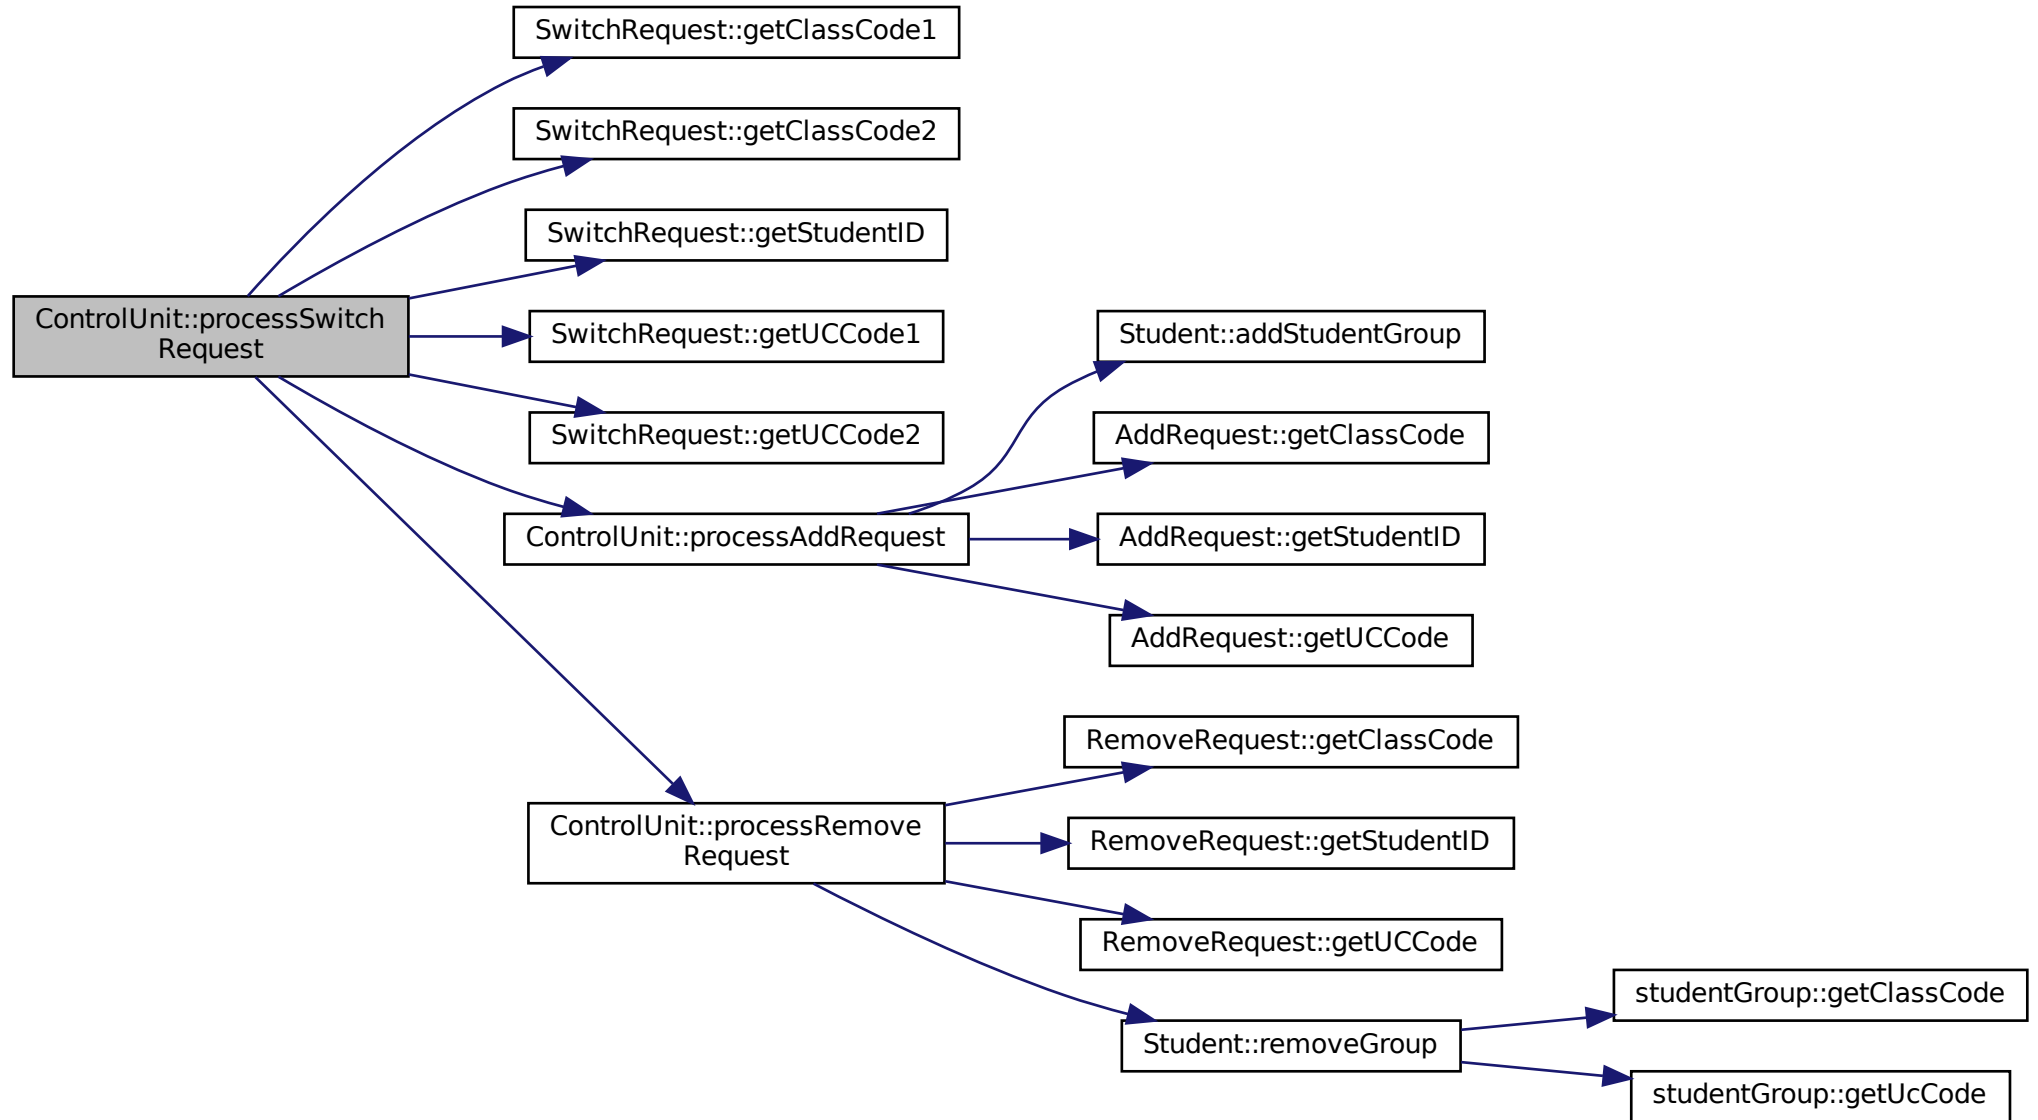 SwitchRequest::getClassCode1
SwitchRequest::getClassCode2
SwitchRequest::getStudentID
ControlUnit::processSwitch
Request
SwitchRequest::getUCCode1
Student::addStudentGroup
SwitchRequest::getUCCode2
AddRequest::getClassCode
ControlUnit::processAddRequest
AddRequest::getStudentID
AddRequest::getUCCode
RemoveRequest::getClassCode
ControlUnit::processRemove
Request
RemoveRequest::getStudentID
RemoveRequest::getUCCode
studentGroup::getClassCode
Student::removeGroup
studentGroup::getUcCode